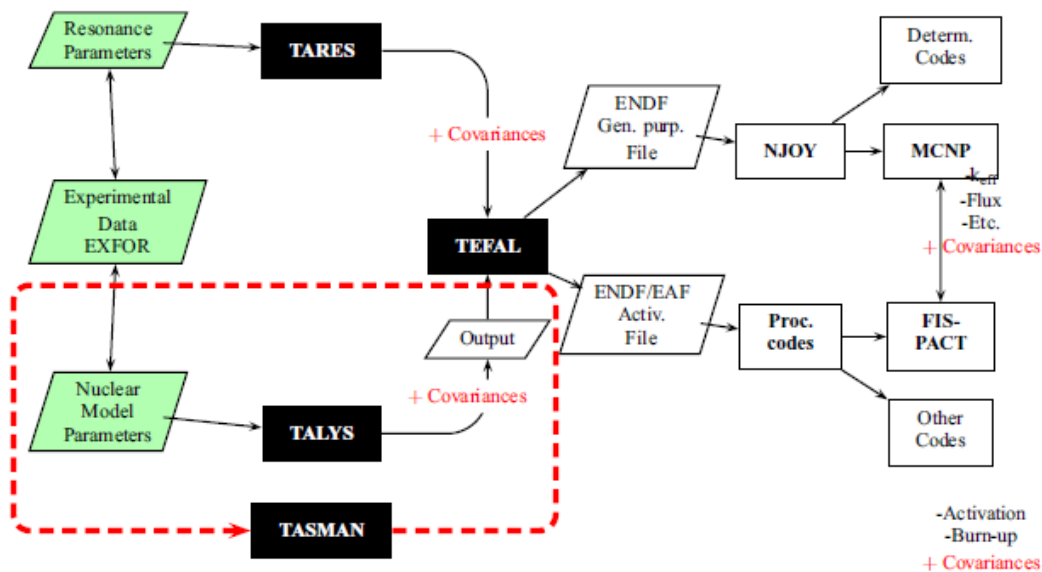 Resonance
Parameters
TARES
Determ.
Codes
+ Covariances
ENDF
Gen. purp.
File
NJOY
MCNP
-keff
-Flux
-Etc.
+ Covariances
Experimental
Data
EXFOR
TEFAL
ENDF/EAF
Activ.
File
Proc.
codes
FIS-
PACT
Output
+ Covariances
Nuclear
Model
Parameters
TALYS
Other
Codes
TASMAN
-Activation
-Burn-up
+ Covariances